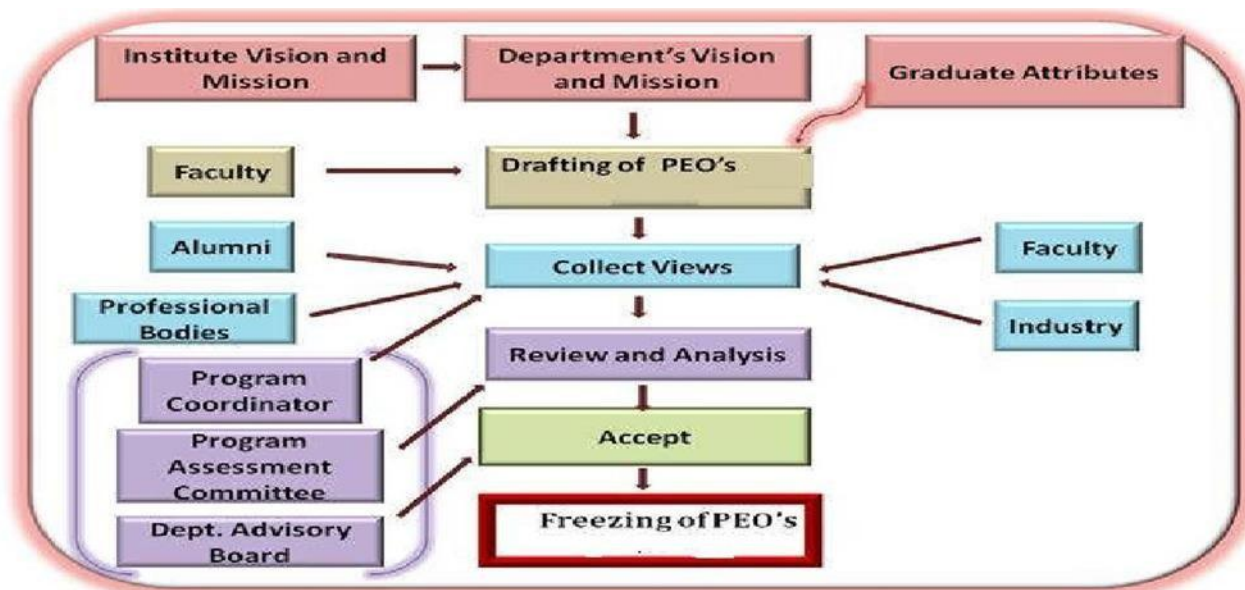 Institute Vision and
Mission
Department's Vision
and Mission
Graduate Attributes
Faculty
Drafting of PEO's
Alumni
Collect Views
Faculty
Professional
Bodies
Industry
Program
Coordinator
Review and Analysis
Program
Assessment
Committee
Accept
Dept. Advisory
Board
Freezing of PEO's